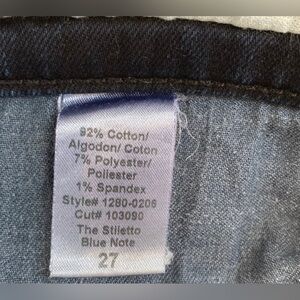 92% Cotton/
Algodon/ Coton
7% Polyester/
Poliester
1% Spandex
Style# 1280-0206
Cut# 103090
The Stiletto
Blue Note
27